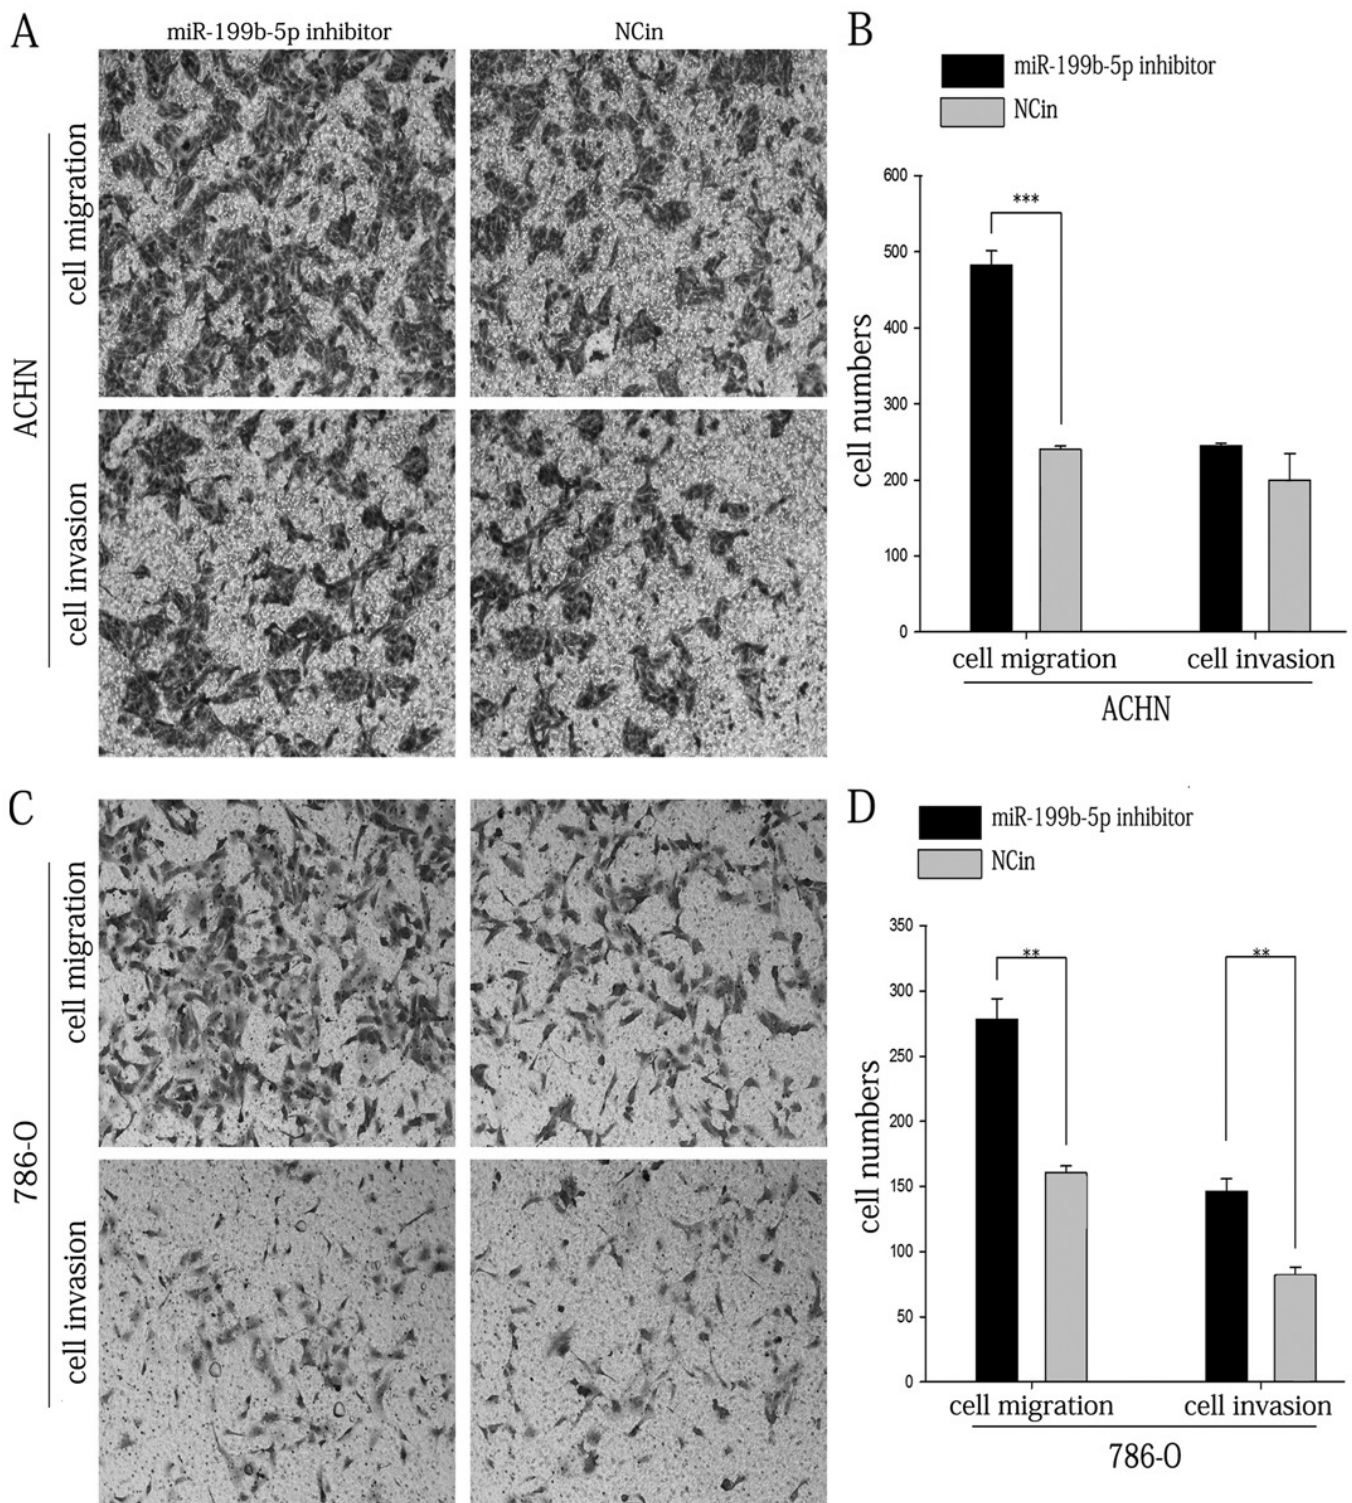 A
miR-199b-5p inhibitor
NCin
ACHN
cell migration
cell invasion
B
miR-199b-5p inhibitor
NCin
cell numbers
600
500
400
300
200
100
0
***
cell migration
cell invasion
ACHN
C
786-O
cell migration
cell invasion
D
miR-199b-5p inhibitor
NCin
cell numbers
350
300
250
200
150
100
50
0
**
**
cell migration
cell invasion
786-O